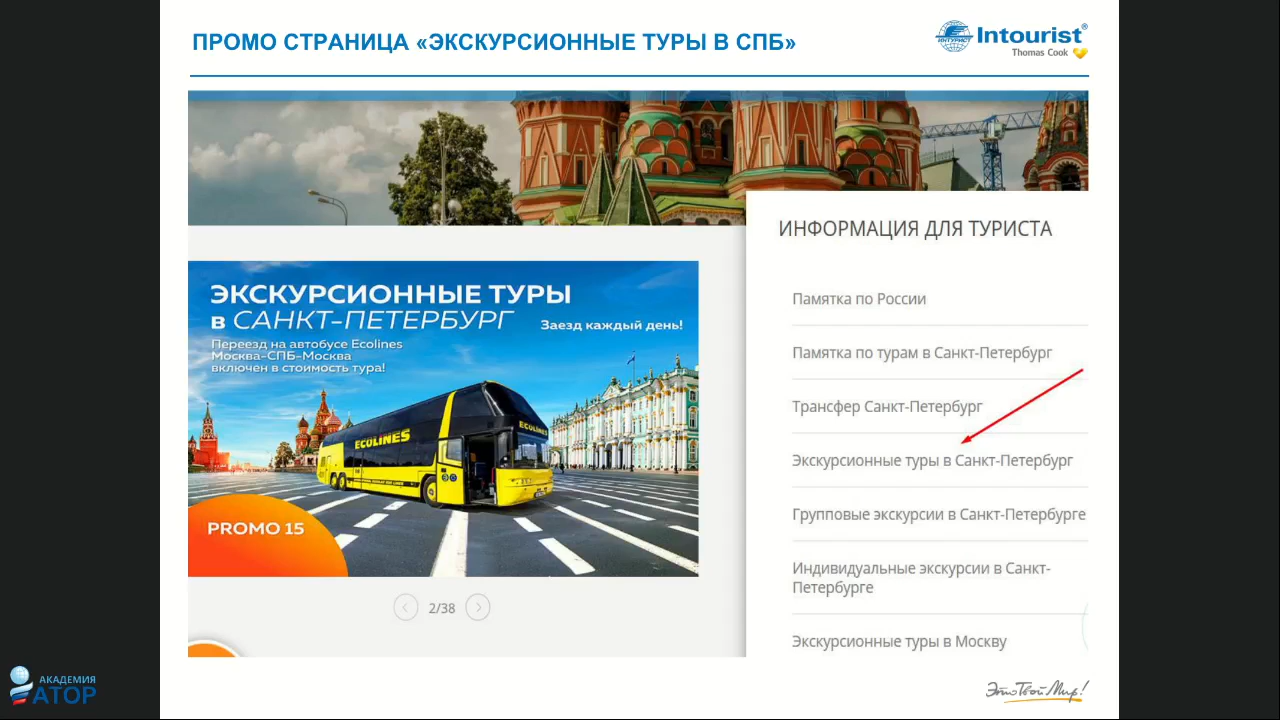 ПРОМО СТРАНИЦА «ЭКСКУРСИОННЫЕ ТУРЫ В СПБ»
ИНТУРИСТ
Intourist®
Thomas Cook
ИНФОРМАЦИЯ ДЛЯ ТУРИСТА
ЭКСКУРСИОННЫЕ ТУРЫ
в САНКТ-ПЕТЕРБУРГ
Заезд каждый день!
Переезд на автобусе Ecolines
Москва-СПБ-Москва
включен в стоимость тура!
ECOLINES
ECOLINES
PROMO 15
2/38
Памятка по России
Памятка по турам в Санкт-Петербург
Трансфер Санкт-Петербург
Экскурсионные туры в Санкт-Петербург
Групповые экскурсии в Санкт-Петербурге
Индивидуальные экскурсии в Санкт-
Петербурге
Экскурсионные туры в Москву
АКАДЕМИЯ
АТОР
Это Твой Мир!